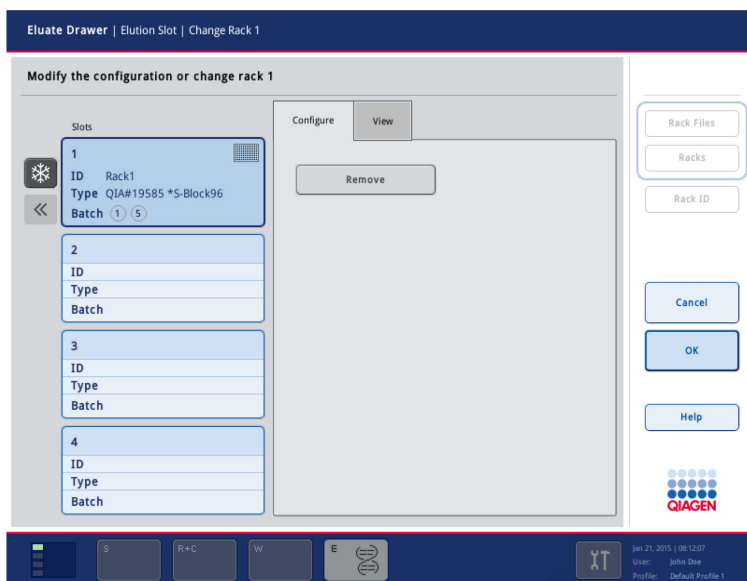 Eluate Drawer | Elution Slot | Change Rack 1
Modify the configuration or change rack 1
Slots
1
ID Rack1
Type QIA#19585 *S-Block96
Batch 1 5
2
ID
Type
Batch
3
ID
Type
Batch
4
ID
Type
Batch
Configure
View
Remove
Rack Files
Racks
Rack ID
Cancel
OK
Help
QIAGEN
S
R+C
W
E
Jan 21, 2015 | 08:12:07
User: John Doe
Profile: Default Profile 1